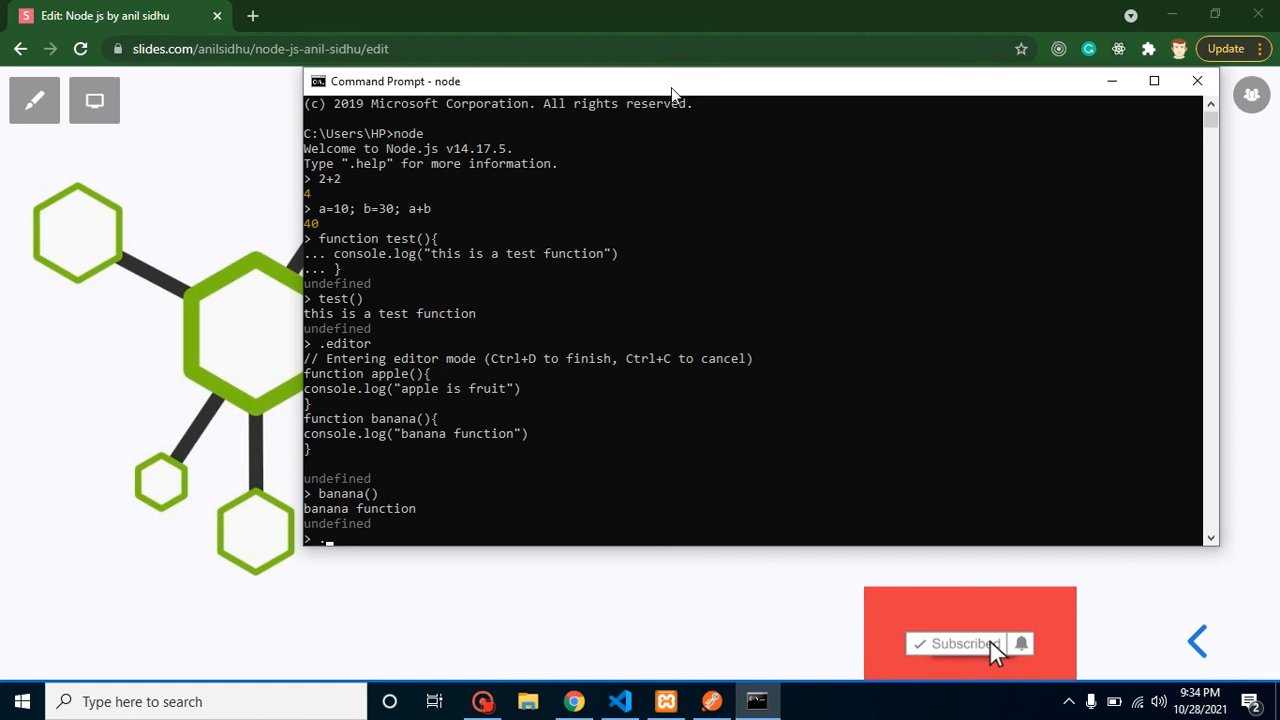 S Edit: Node js by anil sidhu
slides.com/anilsidhu/node-js-anil-sidhu/edit
Update
Command Prompt - node
(c) 2019 Microsoft Corporation. All rights reserved.
C:\Users\HP>node
Welcome to Node.js v14.17.5.
Type ".help" for more information.
> 2+2
4
> a=10; b=30; a+b
40
> function test(){
... console.log("this is a test function")
... }
undefined
> test()
this is a test function
undefined
> .editor
// Entering editor mode (Ctrl+D to finish, Ctrl+C to cancel)
function apple(){
console.log("apple is fruit")
}
function banana(){
console.log("banana function")
}
undefined
> banana()
banana function
undefined
> ._
Subscribed
Type here to search
9:34 PM
10/28/2021
2